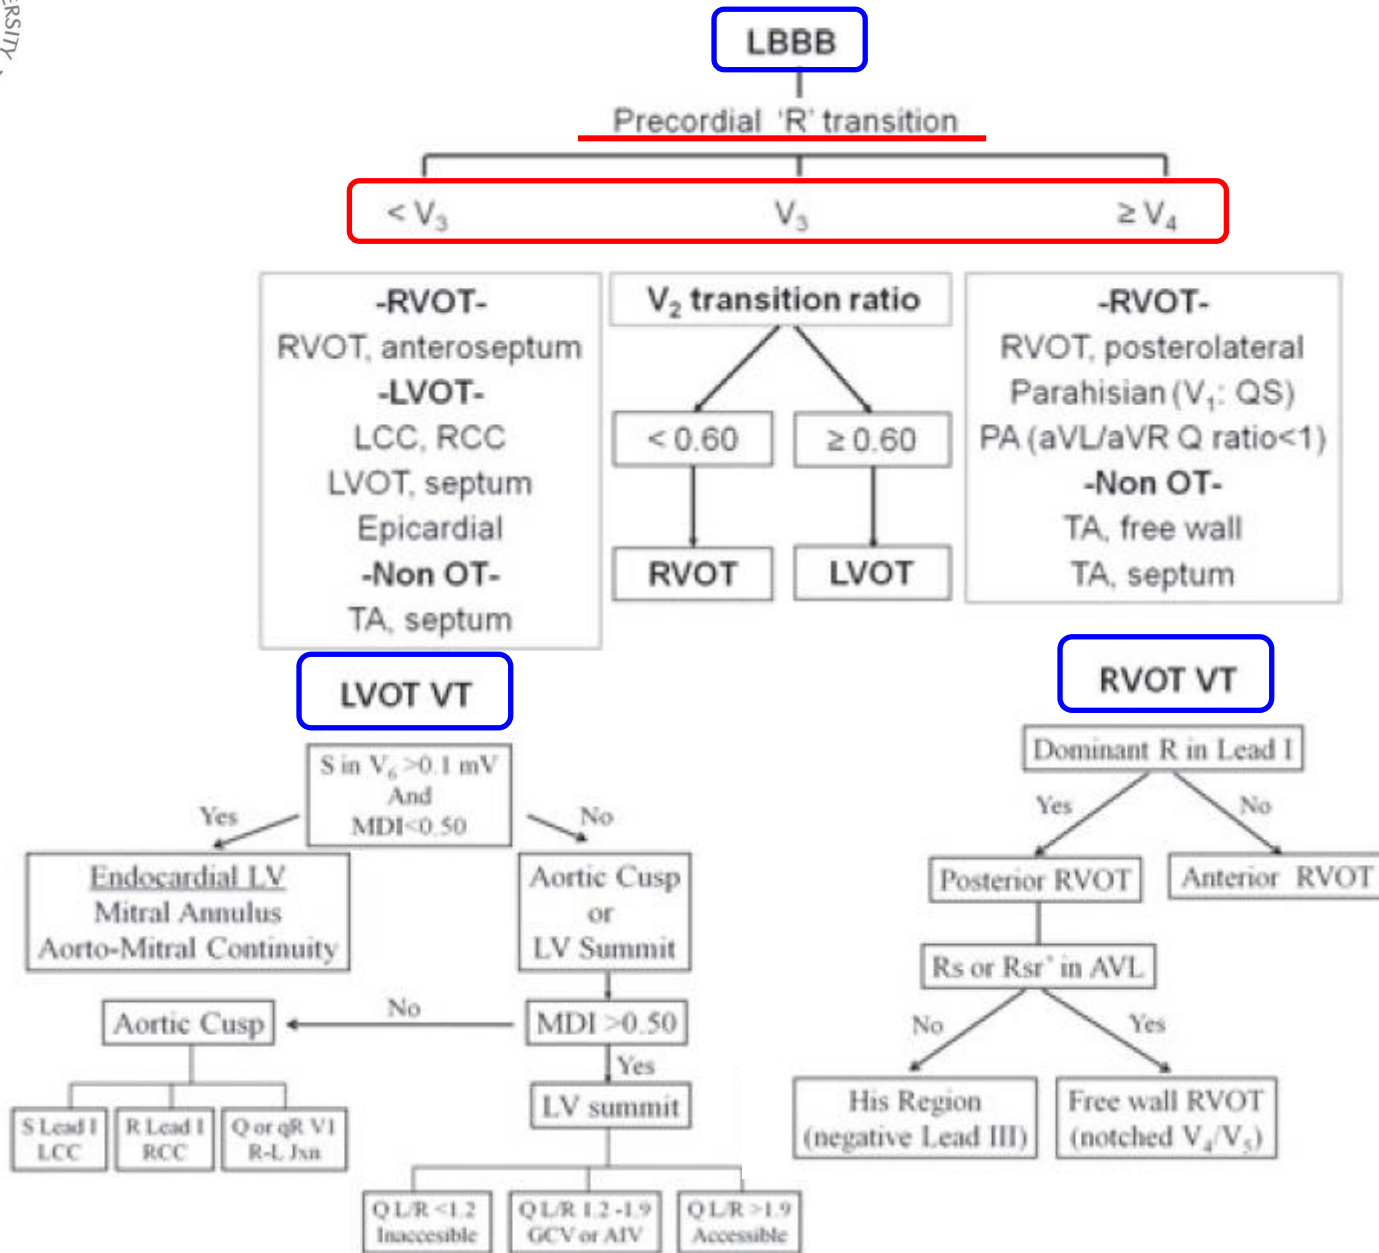 ERSITY
LBBB
Precordial 'R' transition
< V₃
V₃
≥ V₄
-RVOT-
RVOT, anteroseptum
-LVOT-
LCC, RCC
LVOT, septum
Epicardial
-Non OT-
TA, septum
V₂ transition ratio
< 0.60
≥ 0.60
RVOT
LVOT
-RVOT-
RVOT, posterolateral
Parahisian (V₁: QS)
PA (aVL/aVR Q ratio<1)
-Non OT-
TA, free wall
TA, septum
LVOT VT
S in V₆ >0.1 mV
And
MDI<0.50
Yes
No
Endocardial LV
Mitral Annulus
Aorto-Mitral Continuity
Aortic Cusp
or
LV Summit
MDI >0.50
No
Aortic Cusp
Yes
LV summit
S Lead I
LCC
R Lead I
RCC
Q or qR V1
R-L Jxn
Q L/R <1.2
Inaccesible
Q L/R 1.2 -1.9
GCV or AIV
Q L/R >1.9
Accessible
RVOT VT
Dominant R in Lead I
Yes
No
Posterior RVOT
Anterior RVOT
Rs or Rsr' in AVL
No
Yes
His Region
(negative Lead III)
Free wall RVOT
(notched V₄/V₅)